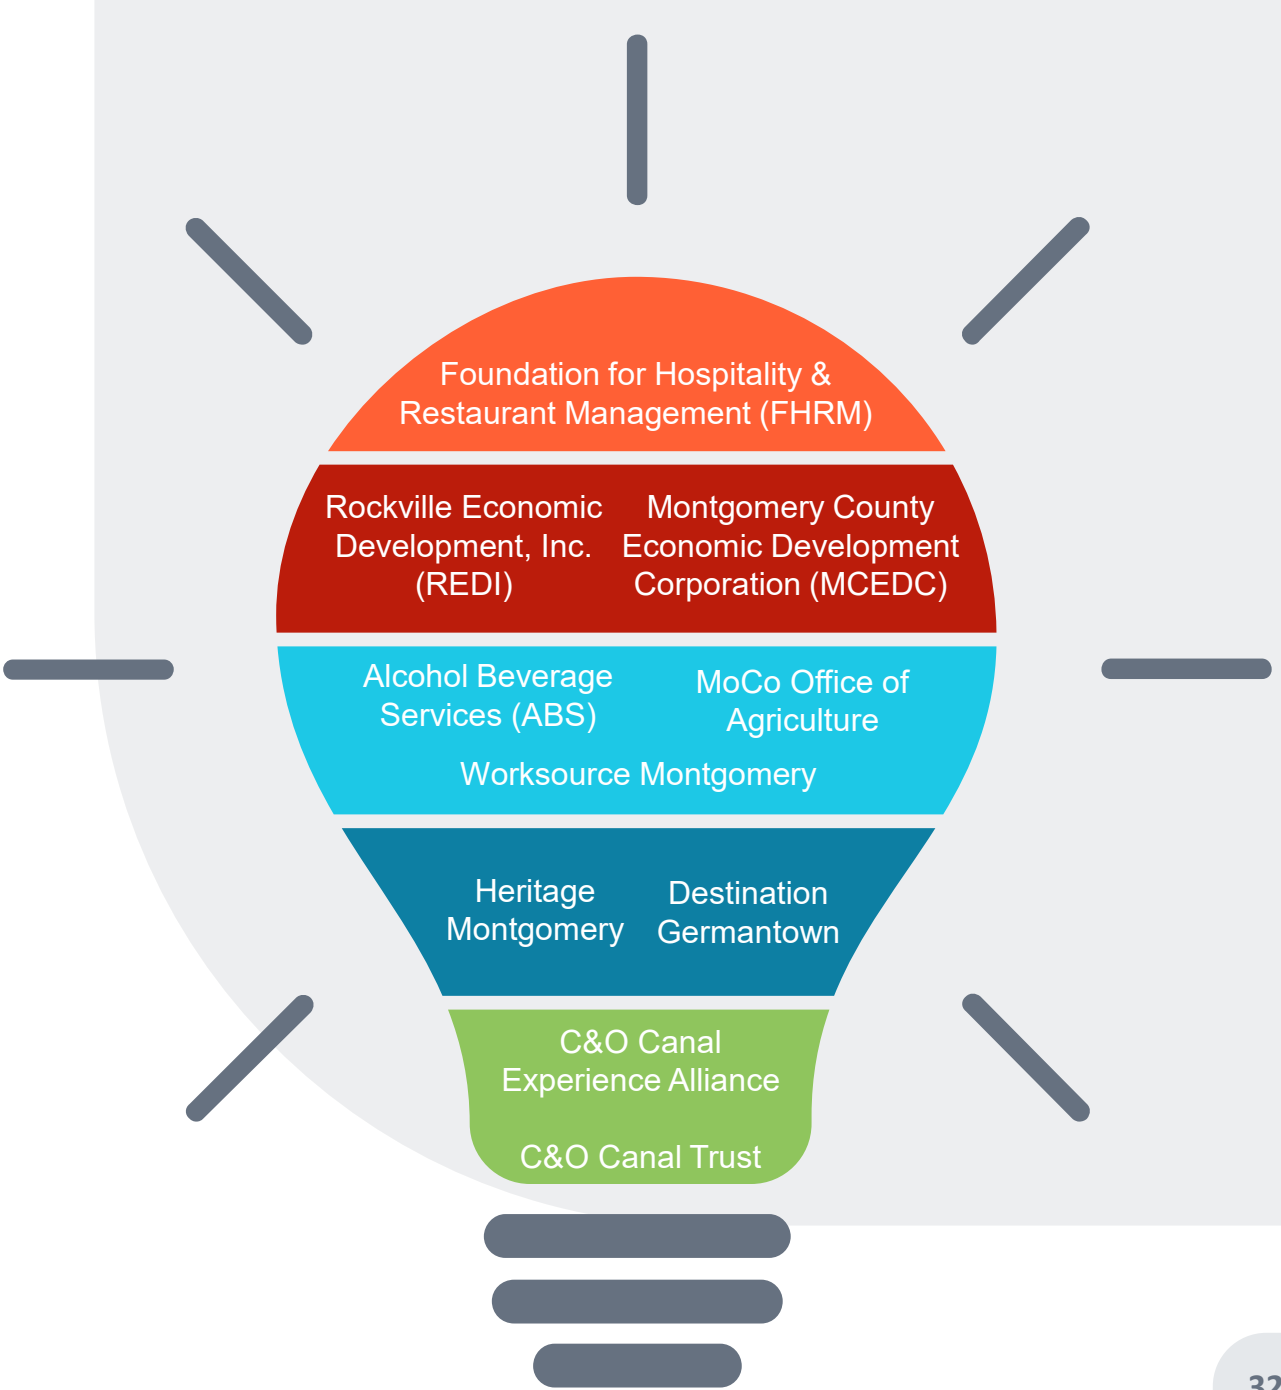 Foundation for Hospitality &
Restaurant Management (FHRM)
Rockville Economic
Development, Inc.
(REDI)
Montgomery County
Economic Development
Corporation (MCEDC)
Alcohol Beverage
Services (ABS)
MoCo Office of
Agriculture
Worksource Montgomery
Heritage
Montgomery
Destination
Germantown
C&O Canal
Experience Alliance
C&O Canal Trust
32